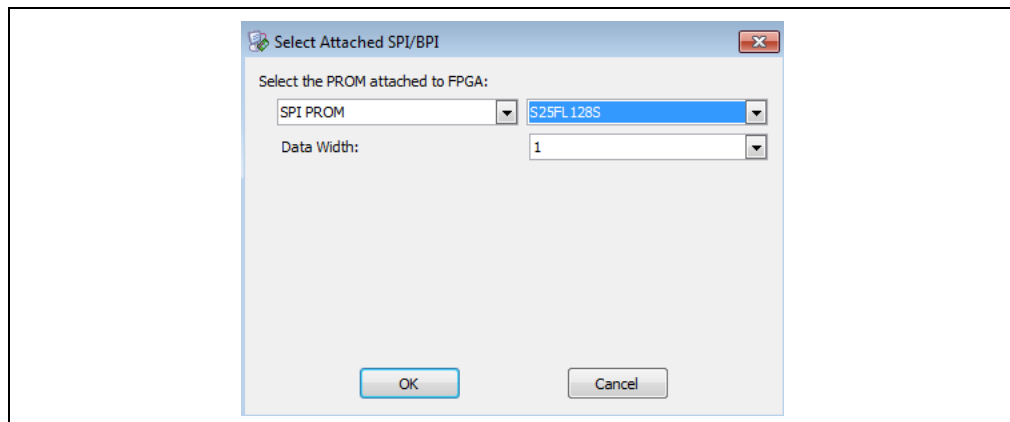 Select Attached SPI/BPI
Select the PROM attached to FPGA:
SPI PROM S25FL128S
Data Width: 1
OK Cancel